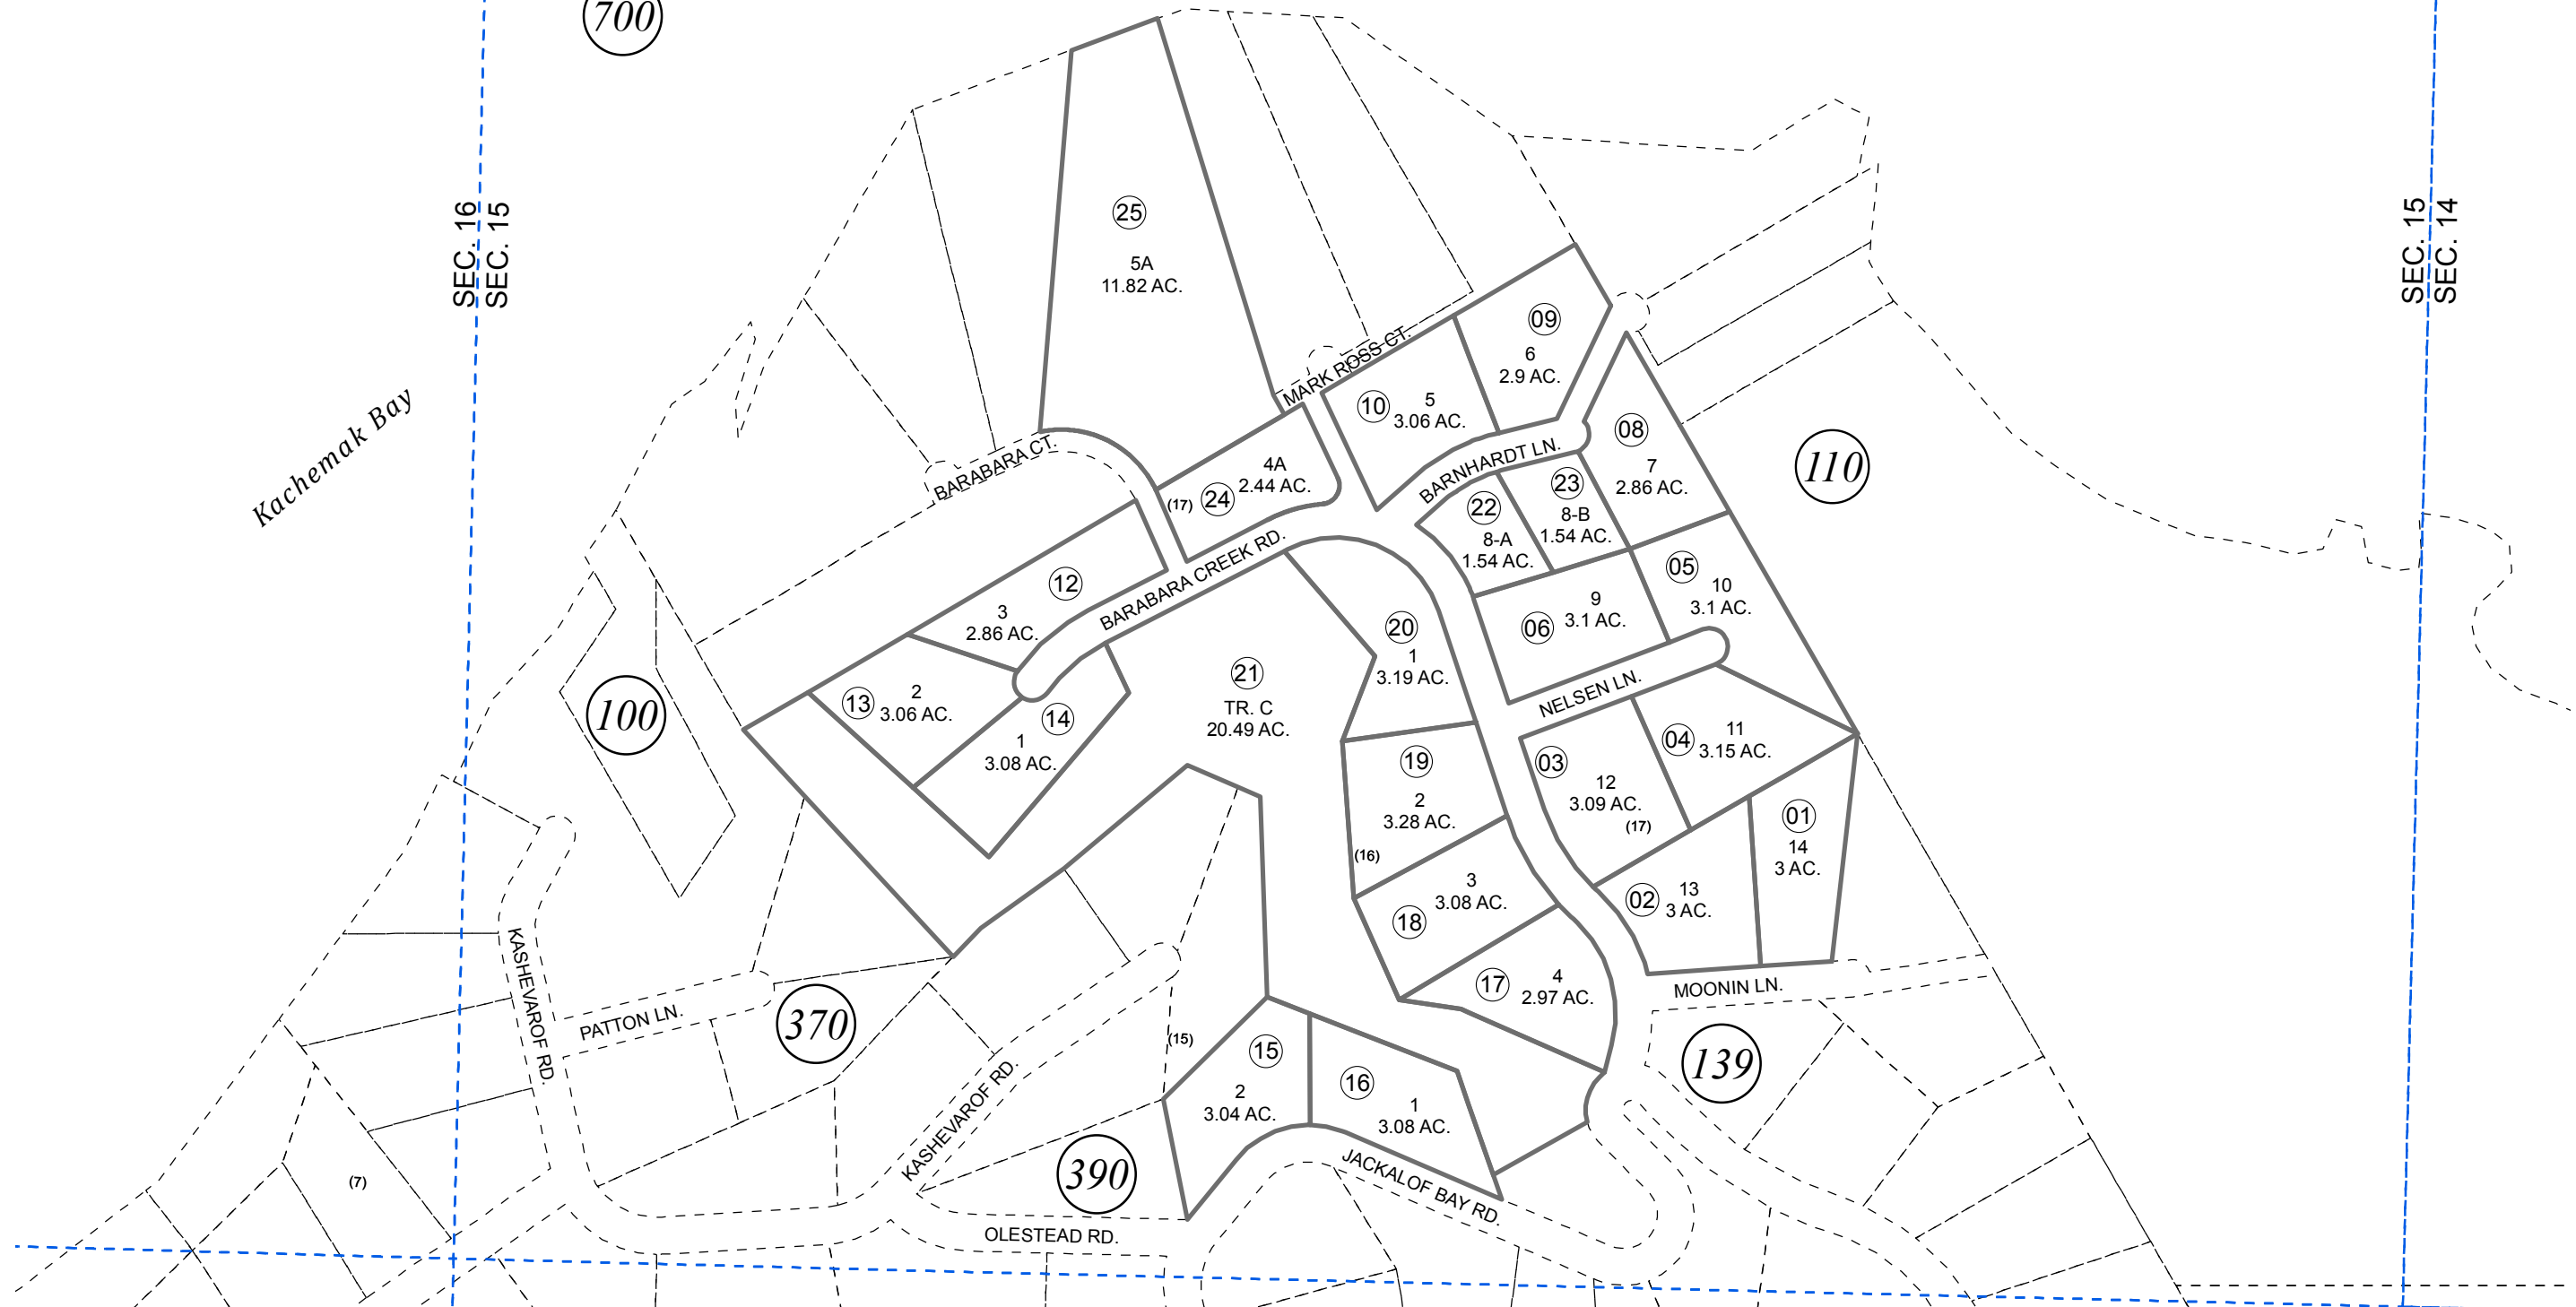 700
SEC. 16
SEC. 15
SEC. 15
SEC. 14
Kachemak Bay
25
5A
11.82 AC.
MARK ROSS CT.
09
6
2.9 AC.
10
5
3.06 AC.
BARABARA CT.
BARNHARDT LN.
08
7
2.86 AC.
110
4A
2.44 AC.
(17)
24
22
8-A
1.54 AC.
23
8-B
1.54 AC.
BARABARA CREEK RD.
12
3
2.86 AC.
05
10
3.1 AC.
06
9
3.1 AC.
20
1
3.19 AC.
NELSEN LN.
100
13
2
3.06 AC.
14
1
3.08 AC.
21
TR. C
20.49 AC.
04
11
3.15 AC.
03
12
3.09 AC.
(17)
19
2
3.28 AC.
(16)
01
14
3 AC.
02
13
3 AC.
18
3
3.08 AC.
17
4
2.97 AC.
MOONIN LN.
KASHEVAROF RD.
PATTON LN.
370
(15)
15
2
3.04 AC.
16
1
3.08 AC.
139
KASHEVAROF RD.
390
JACKALOF BAY RD.
(7)
OLESTEAD RD.